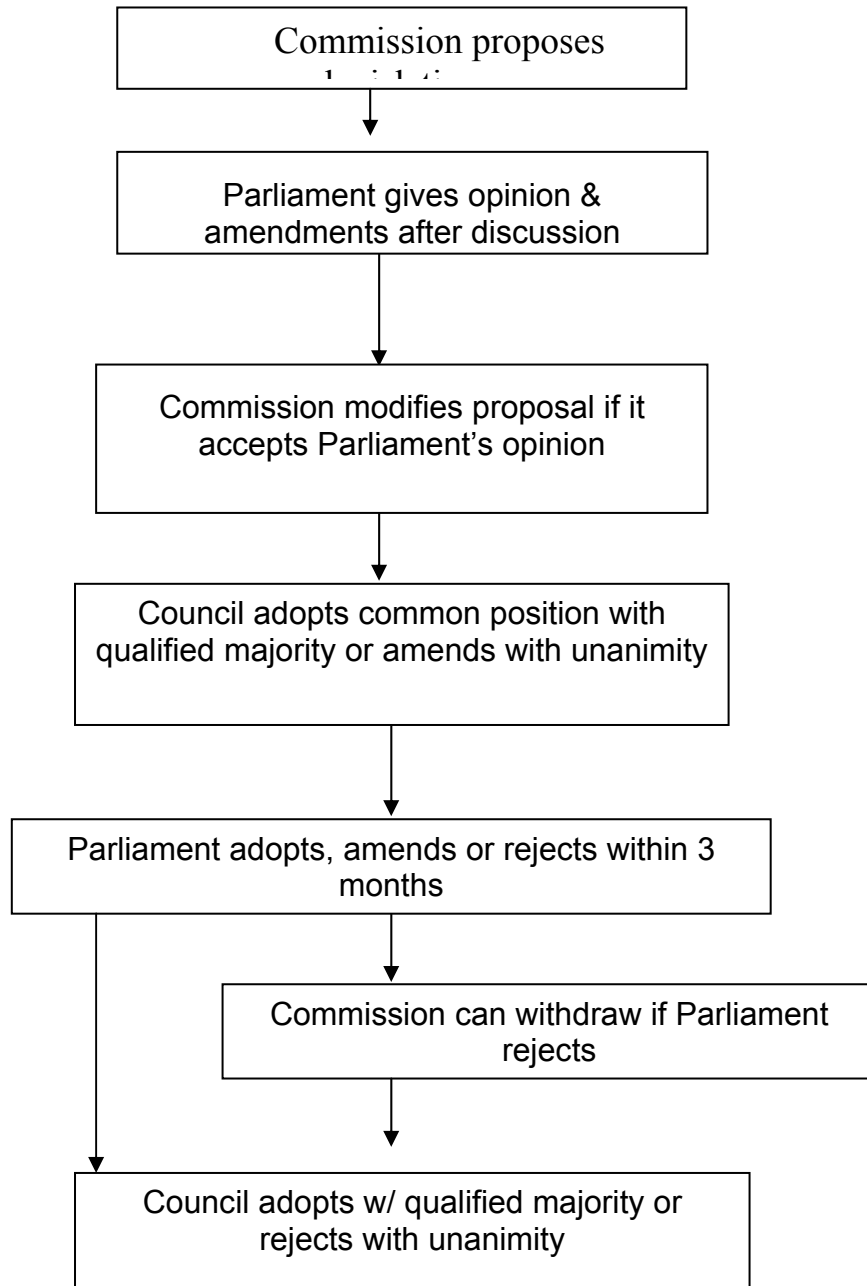 Commission proposes
Parliament gives opinion &
amendments after discussion
Commission modifies proposal if it
accepts Parliament’s opinion
Council adopts common position with
qualified majority or amends with unanimity
Parliament adopts, amends or rejects within 3
months
Commission can withdraw if Parliament
rejects
Council adopts w/ qualified majority or
rejects with unanimity